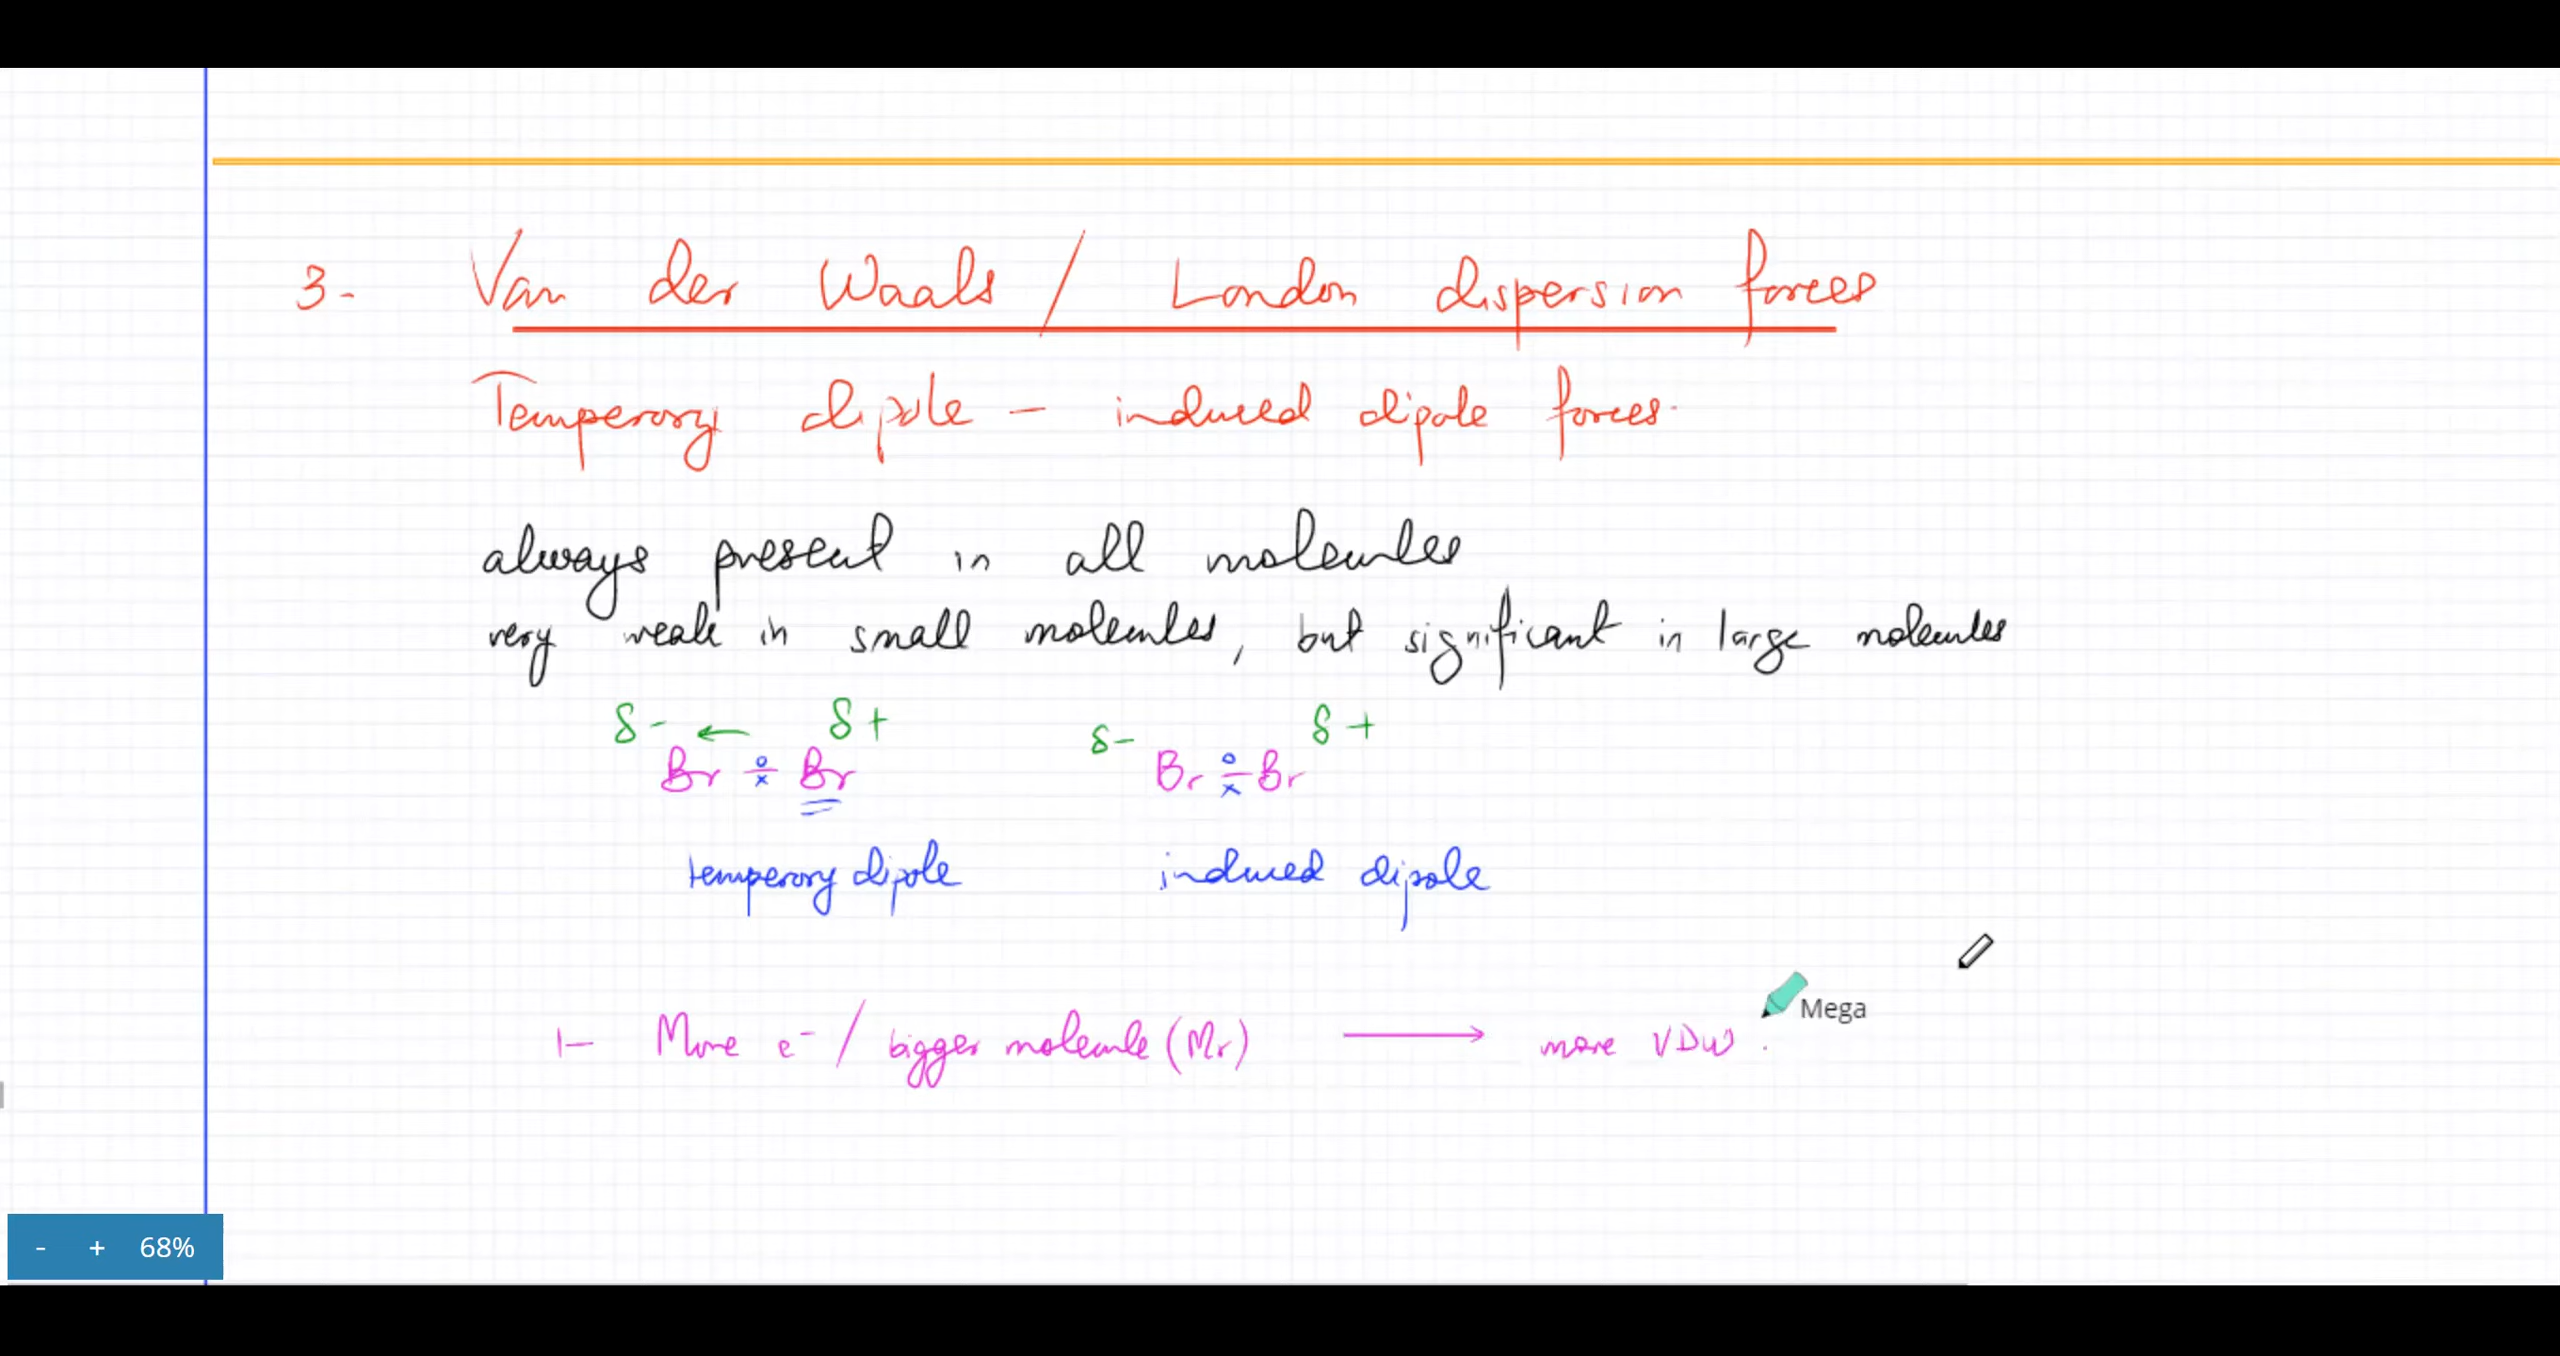 3- Van der Waals / London dispersion forces
Temperory dipole - induced dipole forces.
always present in all molecules
very weak in small molecules, but significant in large molecules
δ- ← δ+ δ- δ+
Br o x Br Br o x Br
temperory dipole induced dipole
Mega
1- More e- / bigger molecule (Mr) → more VDW.
- + 68%